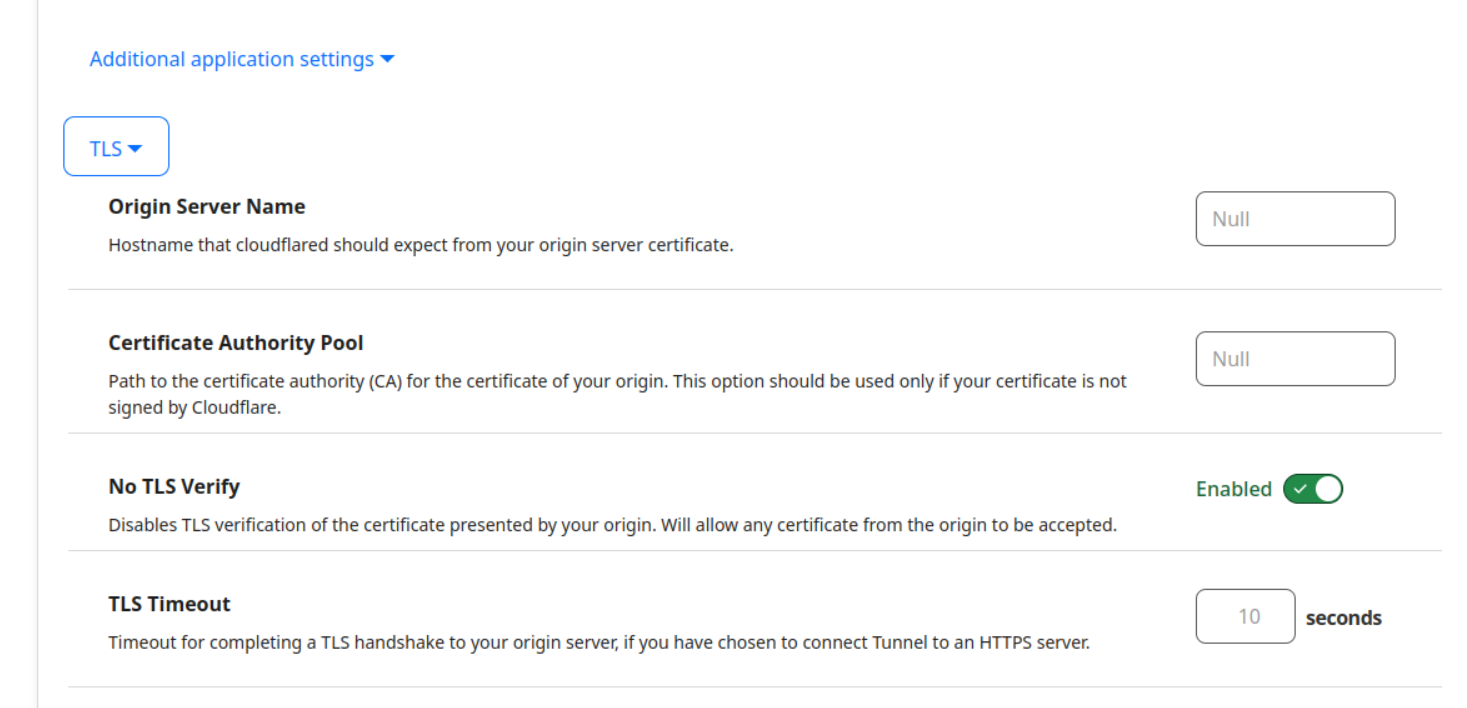 Additional application settings
TLS
Origin Server Name
Null
Hostname that cloudflared should expect from your origin server certificate.
Certificate Authority Pool
Null
Path to the certificate authority (CA) for the certificate of your origin. This option should be used only if your certificate is not
signed by Cloudflare.
No TLS Verify
Enabled
Disables TLS verification of the certificate presented by your origin. Will allow any certificate from the origin to be accepted.
TLS Timeout
10 seconds
Timeout for completing a TLS handshake to your origin server, if you have chosen to connect Tunnel to an HTTPS server.